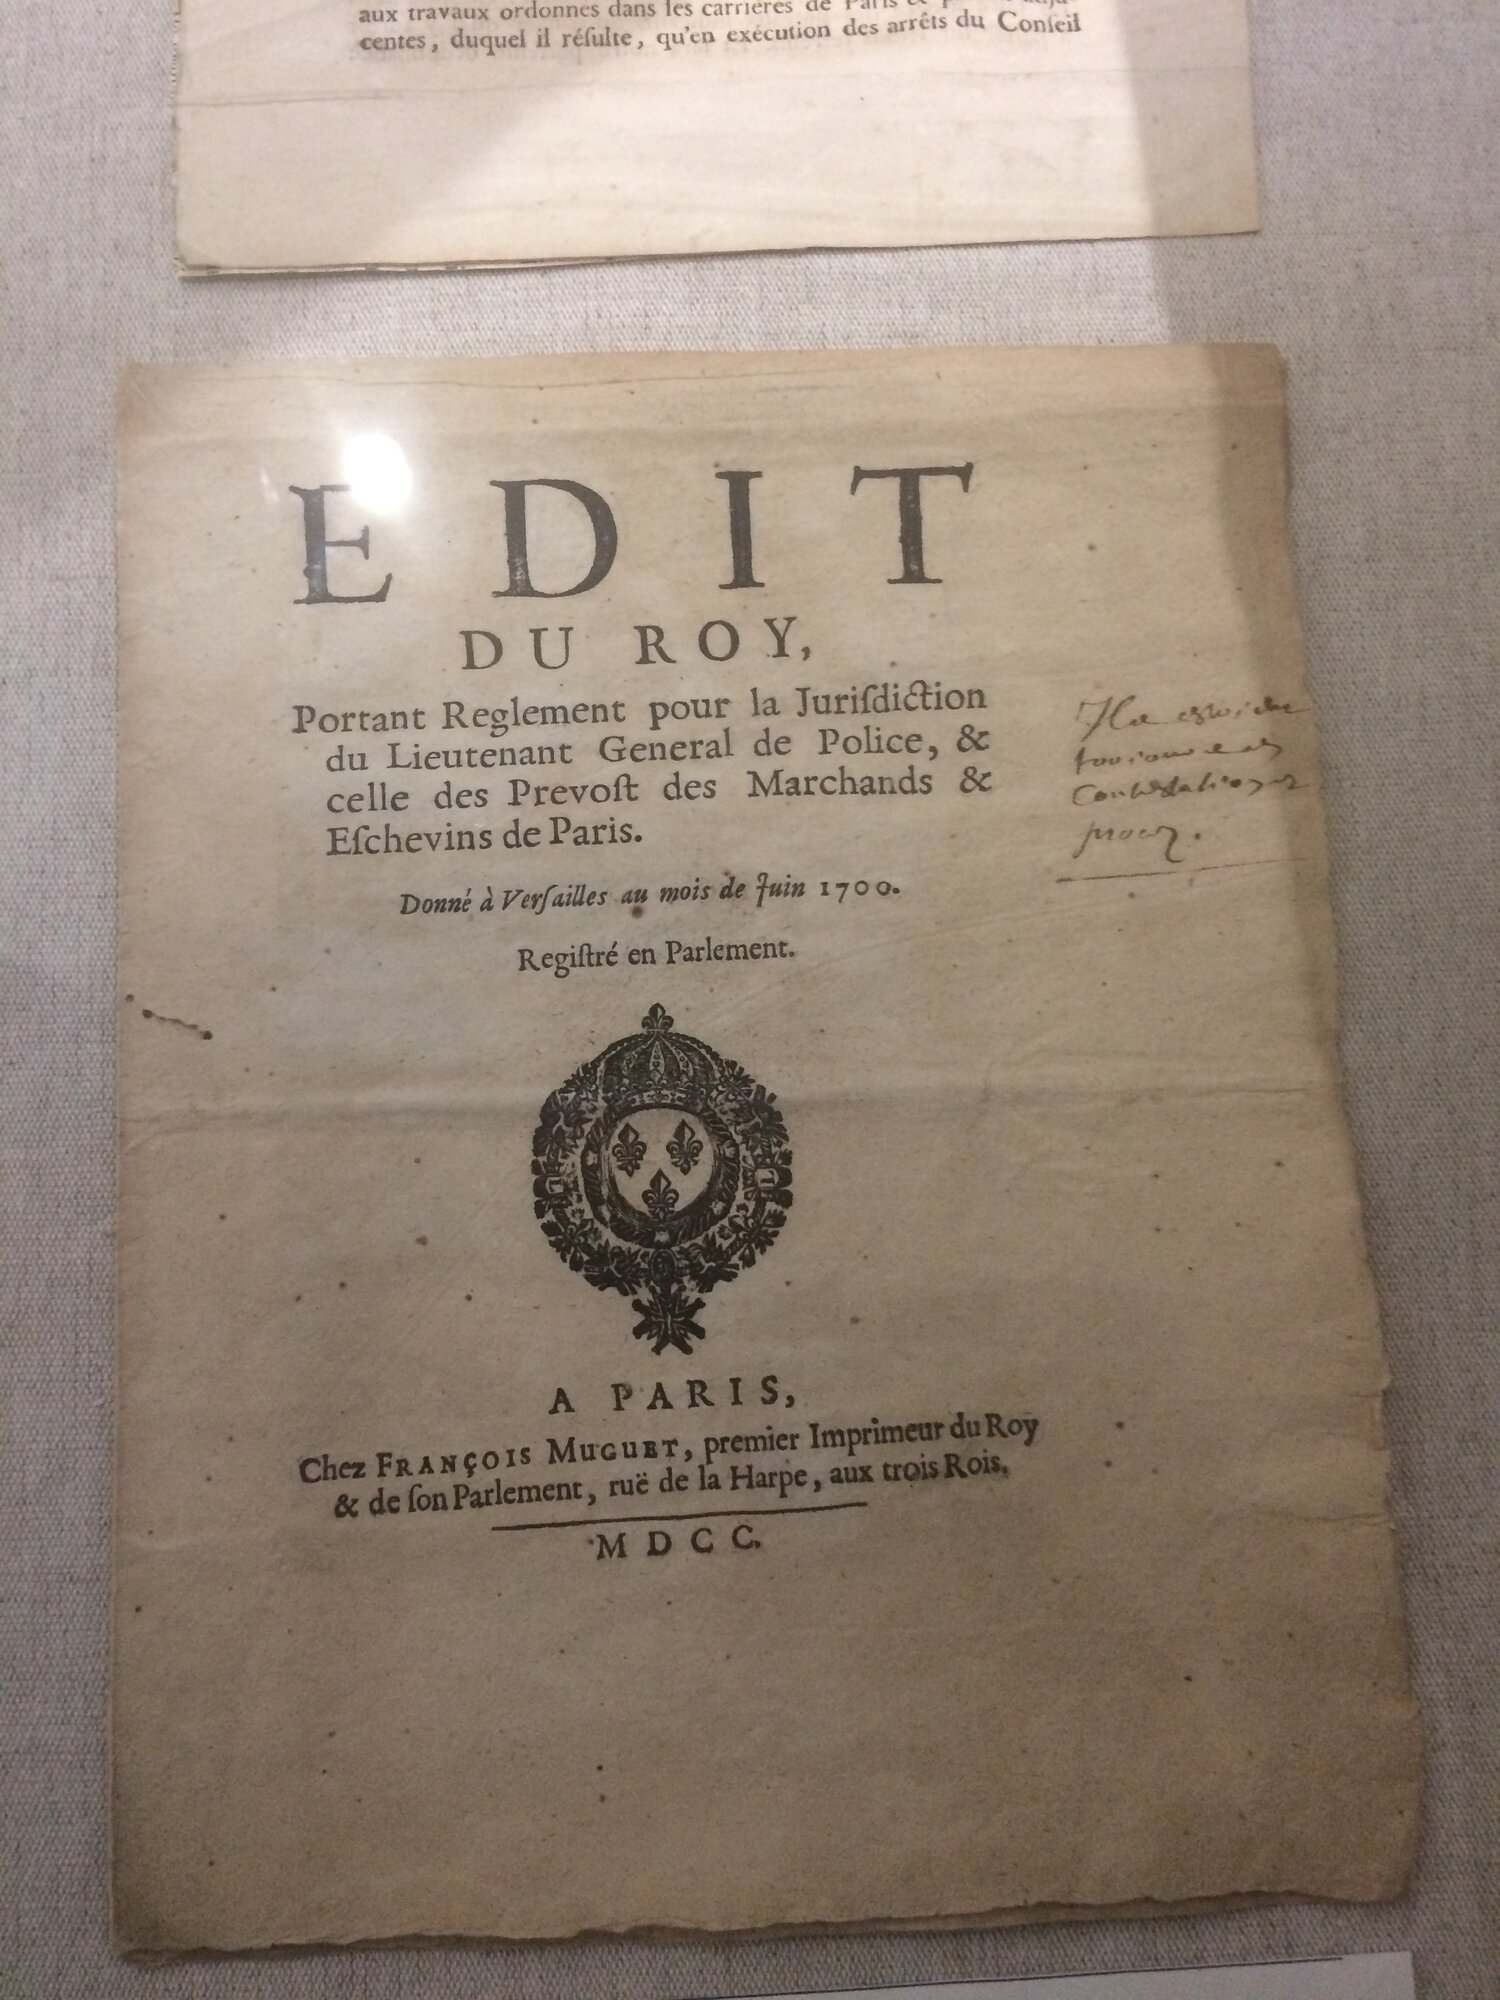 aux travaux ordonnés dans les carrières de Paris &
centes, duquel il réſulte, qu'en exécution des arrêts du Conſeil
EDIT
DU ROY,
Portant Reglement pour la Juriſdiction
du Lieutenant General de Police, &
celle des Prevoſt des Marchands &
Eſchevins de Paris.
Donné à Verſailles au mois de Juin 1700.
Regiſtré en Parlement.
A PARIS,
Chez FRANÇOIS MUGUET, premier Imprimeur du Roy
& de ſon Parlement, ruë de la Harpe, aux trois Rois.
MDCC.